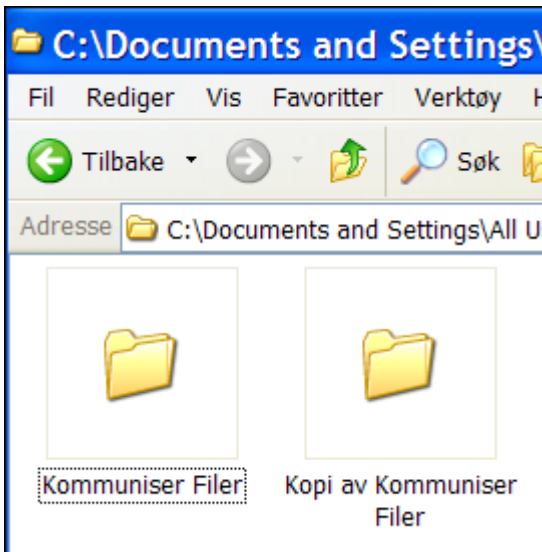 C:\Documents and Settings\
Fil Rediger Vis Favoritter Verktøy H
Tilbake Søk
Adresse C:\Documents and Settings\All U
Kommuniser Filer Kopi av Kommuniser
Filer